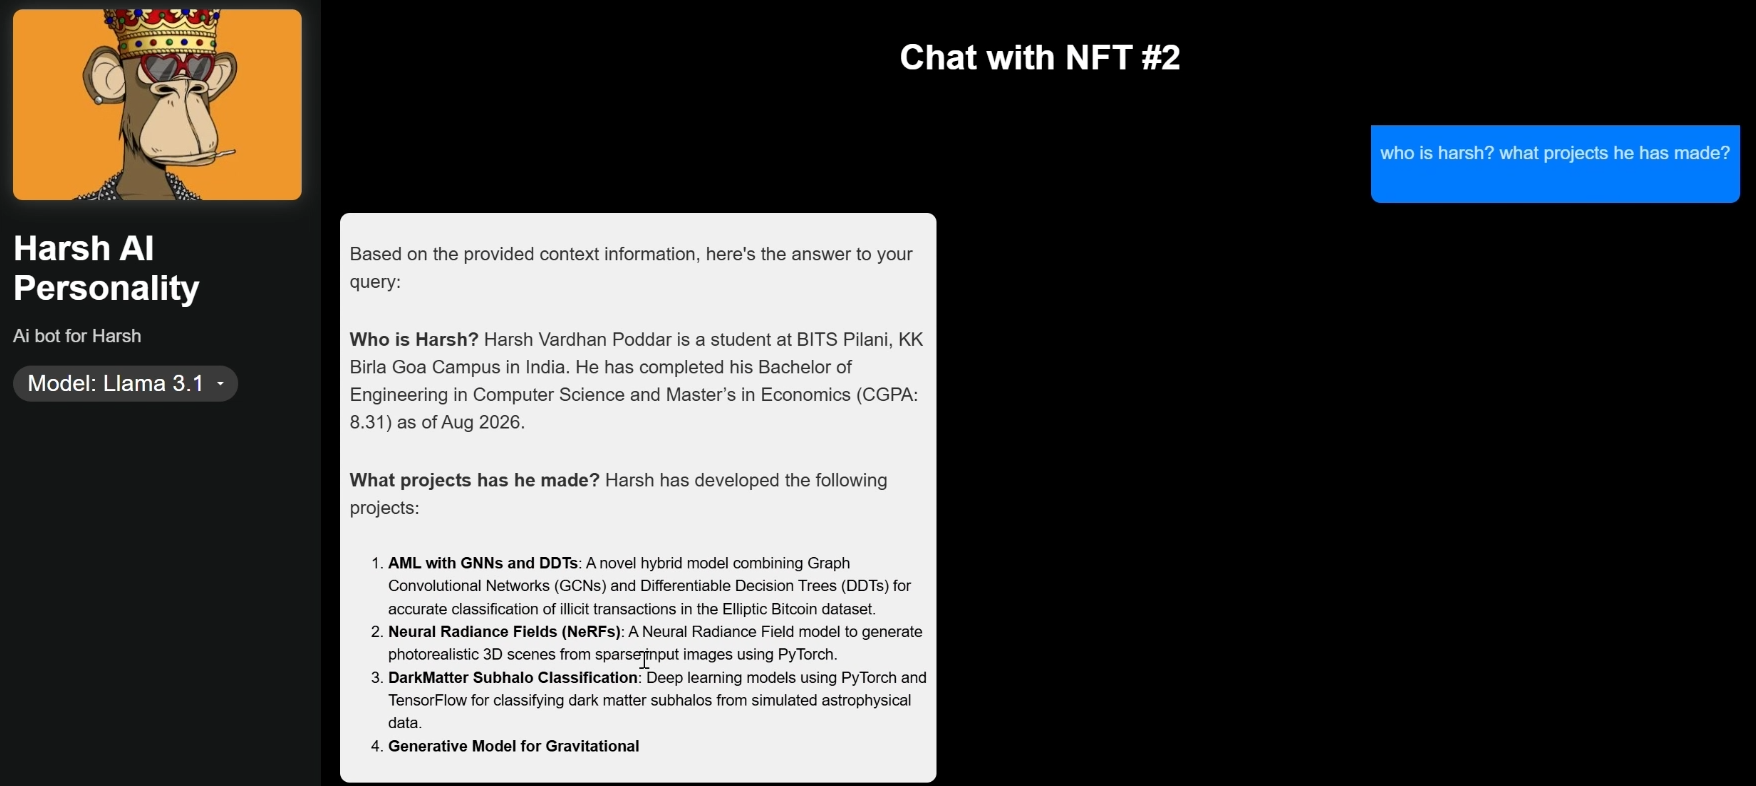 Chat with NFT #2
who is harsh? what projects he has made?
Harsh AI
Personality
Ai bot for Harsh
Model: Llama 3.1
Based on the provided context information, here's the answer to your
query:
Who is Harsh? Harsh Vardhan Poddar is a student at BITS Pilani, KK
Birla Goa Campus in India. He has completed his Bachelor of
Engineering in Computer Science and Master’s in Economics (CGPA:
8.31) as of Aug 2026.
What projects has he made? Harsh has developed the following
projects:
1. AML with GNNs and DDTs: A novel hybrid model combining Graph
Convolutional Networks (GCNs) and Differentiable Decision Trees (DDTs) for
accurate classification of illicit transactions in the Elliptic Bitcoin dataset.
2. Neural Radiance Fields (NeRFs): A Neural Radiance Field model to generate
photorealistic 3D scenes from sparse input images using PyTorch.
3. DarkMatter Subhalo Classification: Deep learning models using PyTorch and
TensorFlow for classifying dark matter subhalos from simulated astrophysical
data.
4. Generative Model for Gravitational